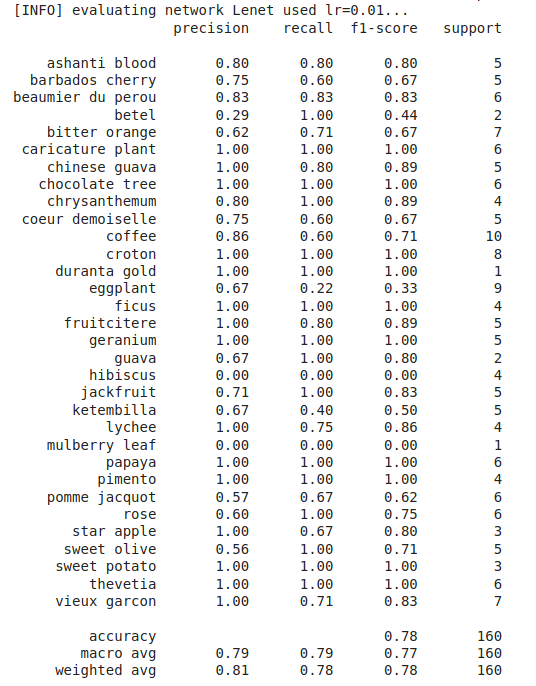 [INFO] evaluating network Lenet used lr=0.01...
precision recall f1-score support
ashanti blood 0.80 0.80 0.80 5
barbados cherry 0.75 0.60 0.67 5
beaumier du perou 0.83 0.83 0.83 6
betel 0.29 1.00 0.44 2
bitter orange 0.62 0.71 0.67 7
caricature plant 1.00 1.00 1.00 6
chinese guava 1.00 0.80 0.89 5
chocolate tree 1.00 1.00 1.00 6
chrysanthemum 0.80 1.00 0.89 4
coeur demoiselle 0.75 0.60 0.67 5
coffee 0.86 0.60 0.71 10
croton 1.00 1.00 1.00 8
duranta gold 1.00 1.00 1.00 1
eggplant 0.67 0.22 0.33 9
ficus 1.00 1.00 1.00 4
fruitcitere 1.00 0.80 0.89 5
geranium 1.00 1.00 1.00 5
guava 0.67 1.00 0.80 2
hibiscus 0.00 0.00 0.00 4
jackfruit 0.71 1.00 0.83 5
ketembilla 0.67 0.40 0.50 5
lychee 1.00 0.75 0.86 4
mulberry leaf 0.00 0.00 0.00 1
papaya 1.00 1.00 1.00 6
pimento 1.00 1.00 1.00 4
pomme jacquot 0.57 0.67 0.62 6
rose 0.60 1.00 0.75 6
star apple 1.00 0.67 0.80 3
sweet olive 0.56 1.00 0.71 5
sweet potato 1.00 1.00 1.00 3
thevetia 1.00 1.00 1.00 6
vieux garcon 1.00 0.71 0.83 7
accuracy 0.78 160
macro avg 0.79 0.79 0.77 160
weighted avg 0.81 0.78 0.78 160